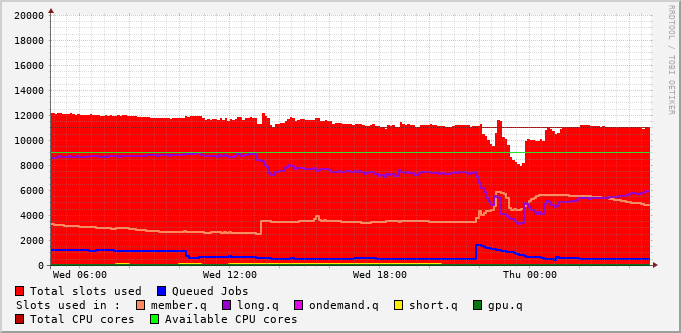 20000
18000
16000
14000
12000
10000
8000
6000
4000
2000
0
Wed 06:00 Wed 12:00 Wed 18:00 Thu 00:00
Total slots used Queued Jobs
Slots used in : member.q long.q ondemand.q short.q gpu.q
Total CPU cores Available CPU cores
RRDTOOL / TOBI OETIKER